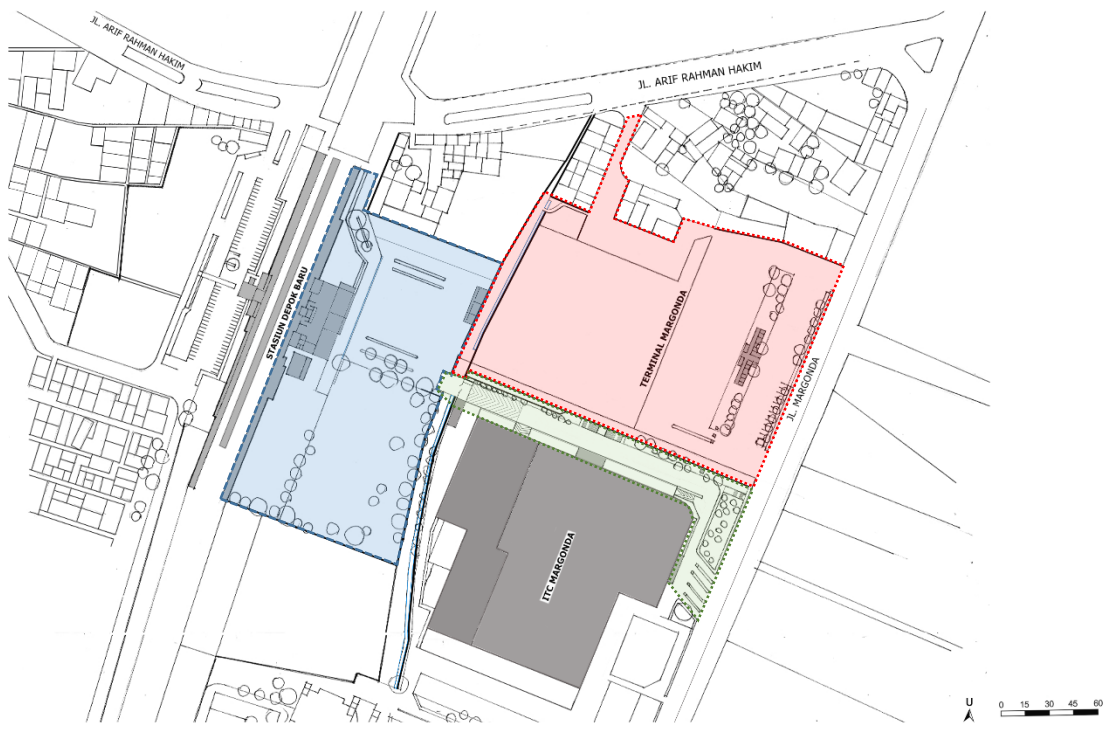 JL. ARIF RAHMAN HAKIM
JL. ARIF RAHMAN HAKIM
STASIUN DEPOK BARU
TERMINAL MARGONDA
JL. MARGONDA
ITC MARGONDA
U
0 15 30 45 60